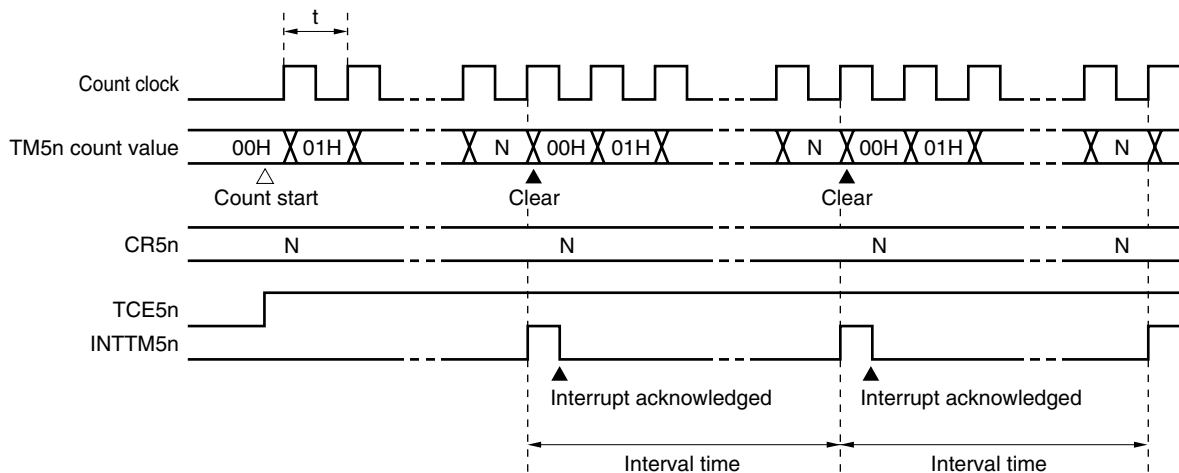 t
Count clock
TM5n count value 00H 01H N 00H 01H N 00H 01H N
Count start Clear Clear
CR5n N N N N
TCE5n
INTTM5n
Interrupt acknowledged Interrupt acknowledged
Interval time Interval time